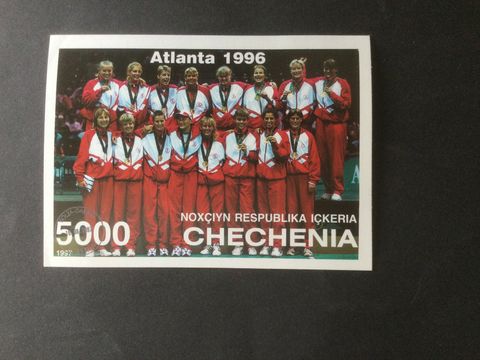 Atlanta 1996
NOXÇIYN RESPUBLIKA IÇKERIA
5000 CHECHENIA
1997